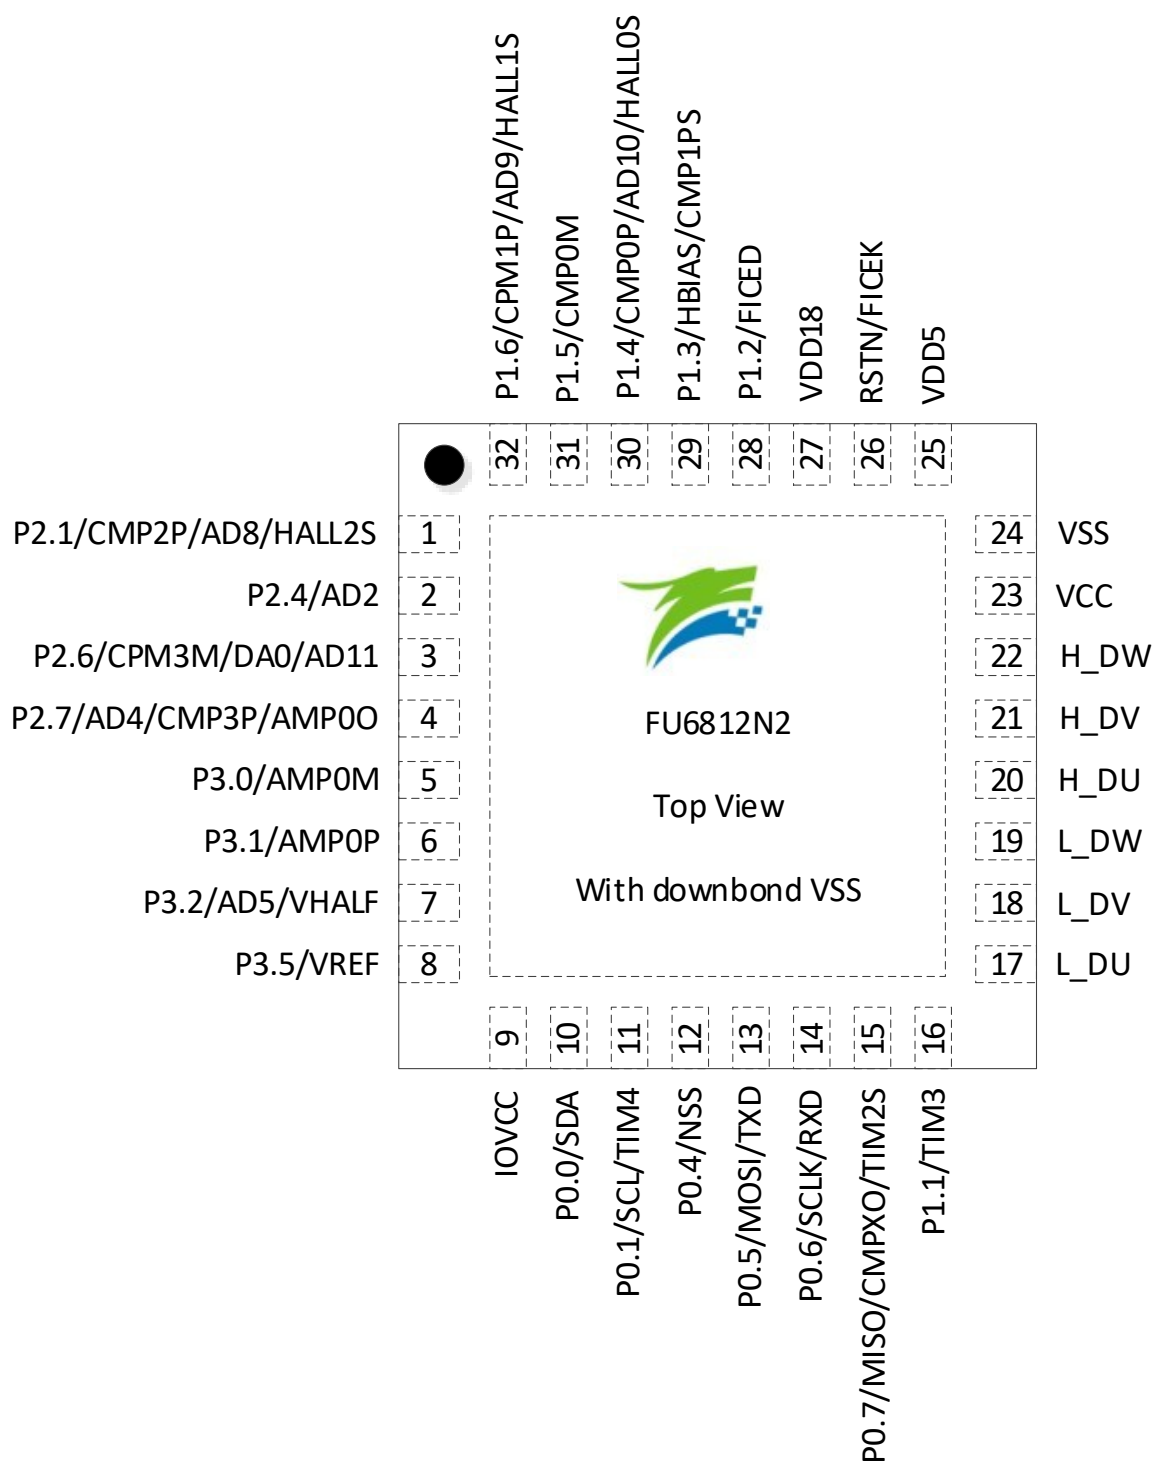 P1.6/CPM1P/AD9/HALL1S
P1.5/CMP0M
P1.4/CMP0P/AD10/HALL0S
P1.3/HBIAS/CMP1PS
P1.2/FICED
VDD18
RSTN/FICEK
VDD5
32
31
30
29
28
27
26
25
P2.1/CMP2P/AD8/HALL2S 1
P2.4/AD2 2
P2.6/CPM3M/DA0/AD11 3
P2.7/AD4/CMP3P/AMP0O 4
P3.0/AMP0M 5
P3.1/AMP0P 6
P3.2/AD5/VHALF 7
P3.5/VREF 8
FU6812N2
Top View
With downbond VSS
24 VSS
23 VCC
22 H_DW
21 H_DV
20 H_DU
19 L_DW
18 L_DV
17 L_DU
9
10
11
12
13
14
15
16
IOVCC
P0.0/SDA
P0.1/SCL/TIM4
P0.4/NSS
P0.5/MOSI/TXD
P0.6/SCLK/RXD
P0.7/MISO/CMPXO/TIM2S
P1.1/TIM3